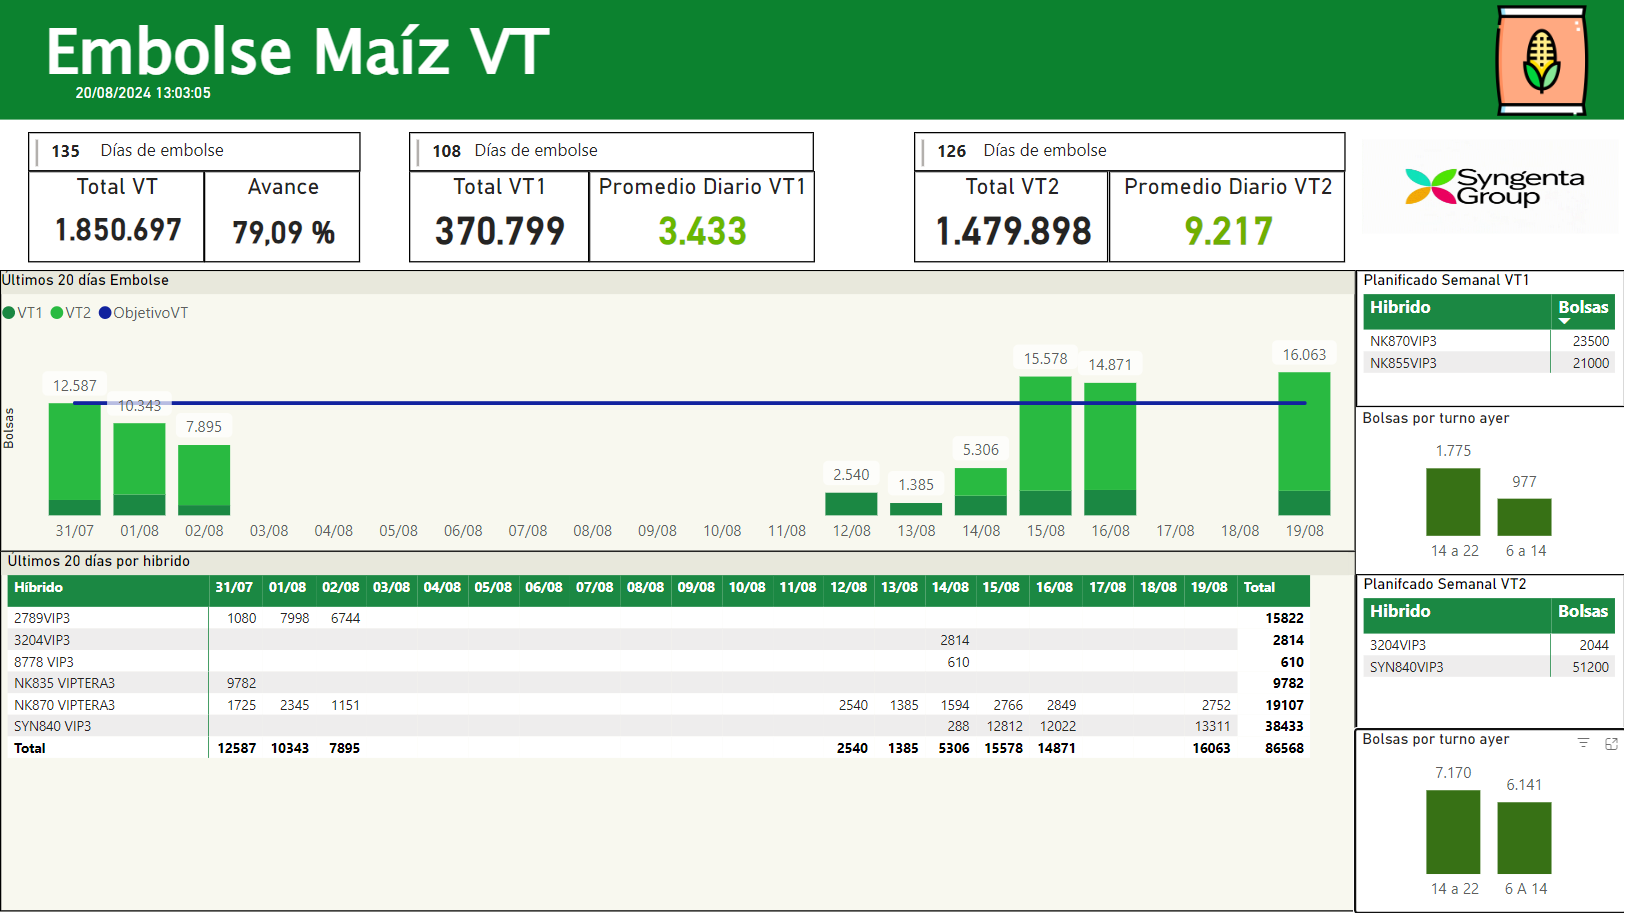 Embolse Maíz VT
20/08/2024 13:03:05
135 Días de embolse
Total VT Avance
1.850.697 79,09 %
108 Días de embolse
Total VT1 Promedio Diario VT1
370.799 3.433
126 Días de embolse
Total VT2 Promedio Diario VT2
1.479.898 9.217
Syngenta
Group
Últimos 20 días Embolse
VT1 VT2 ObjetivoVT
Bolsas
12.587
10.343
7.895
2.540
1.385
5.306
15.578
14.871
16.063
31/07 01/08 02/08 03/08 04/08 05/08 06/08 07/08 08/08 09/08 10/08 11/08 12/08 13/08 14/08 15/08 16/08 17/08 18/08 19/08
Últimos 20 días por hibrido
Híbrido 31/07 01/08 02/08 03/08 04/08 05/08 06/08 07/08 08/08 09/08 10/08 11/08 12/08 13/08 14/08 15/08 16/08 17/08 18/08 19/08 Total
2789VIP3 1080 7998 6744 15822
3204VIP3 2814 2814
8778 VIP3 610 610
NK835 VIPTERA3 9782 9782
NK870 VIPTERA3 1725 2345 1151 2540 1385 1594 2766 2849 2752 19107
SYN840 VIP3 288 12812 12022 13311 38433
Total 12587 10343 7895 2540 1385 5306 15578 14871 16063 86568
Planificado Semanal VT1
Hibrido Bolsas
NK870VIP3 23500
NK855VIP3 21000
Bolsas por turno ayer
1.775
977
14 a 22 6 a 14
Planifcado Semanal VT2
Hibrido Bolsas
3204VIP3 2044
SYN840VIP3 51200
Bolsas por turno ayer
7.170
6.141
14 a 22 6 A 14